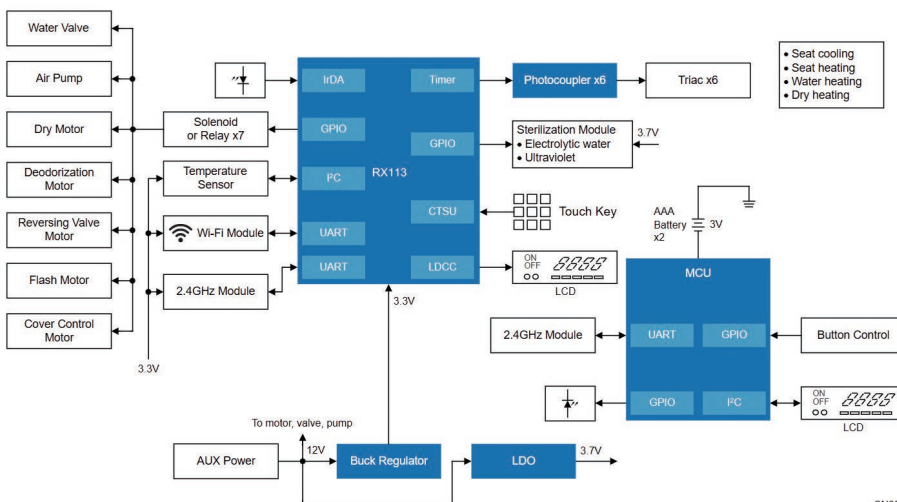 Water Valve
Air Pump
Dry Motor
Deodorization
Motor
Reversing Valve
Motor
Flash Motor
Cover Control
Motor
Solenoid
or Relay x7
Temperature
Sensor
Wi-Fi Module
2.4GHz Module
3.3V
IrDA
GPIO
I²C
UART
UART
RX113
Timer
GPIO
CTSU
LDCC
3.3V
Photocoupler x6
Triac x6
Sterilization Module
• Electrolytic water
• Ultraviolet
3.7V
Touch Key
ON
OFF
8888
LCD
• Seat cooling
• Seat heating
• Water heating
• Dry heating
AAA
Battery
x2
3V
MCU
UART
GPIO
GPIO
I²C
2.4GHz Module
Button Control
ON
OFF
8888
LCD
To motor, valve, pump
12V
AUX Power
Buck Regulator
LDO
3.7V